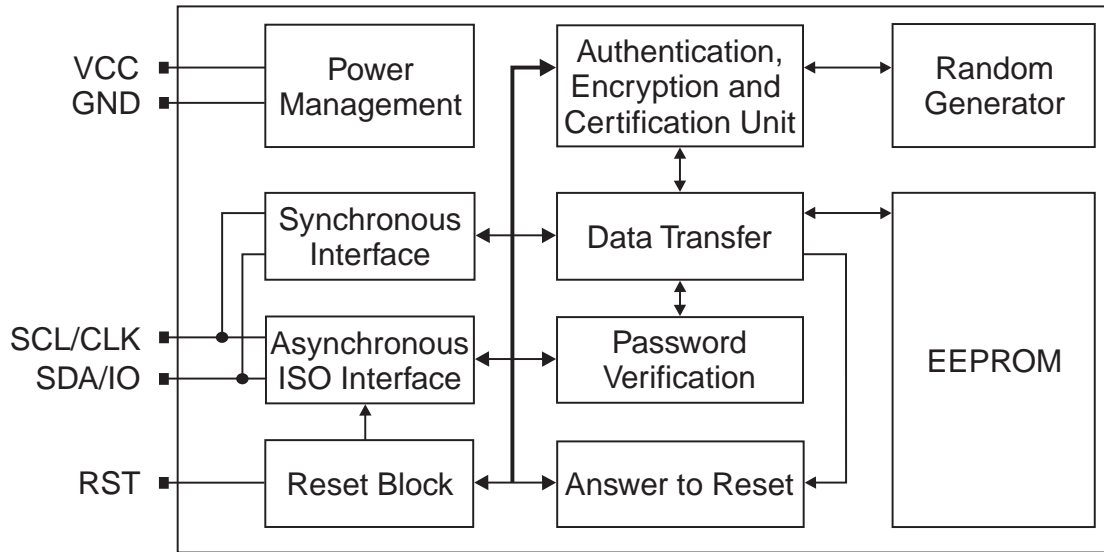 VCC
GND
Power
Management
Authentication,
Encryption and
Certification Unit
Random
Generator
Synchronous
Interface
Data Transfer
SCL/CLK
SDA/IO
Asynchronous
ISO Interface
Password
Verification
EEPROM
RST
Reset Block
Answer to Reset